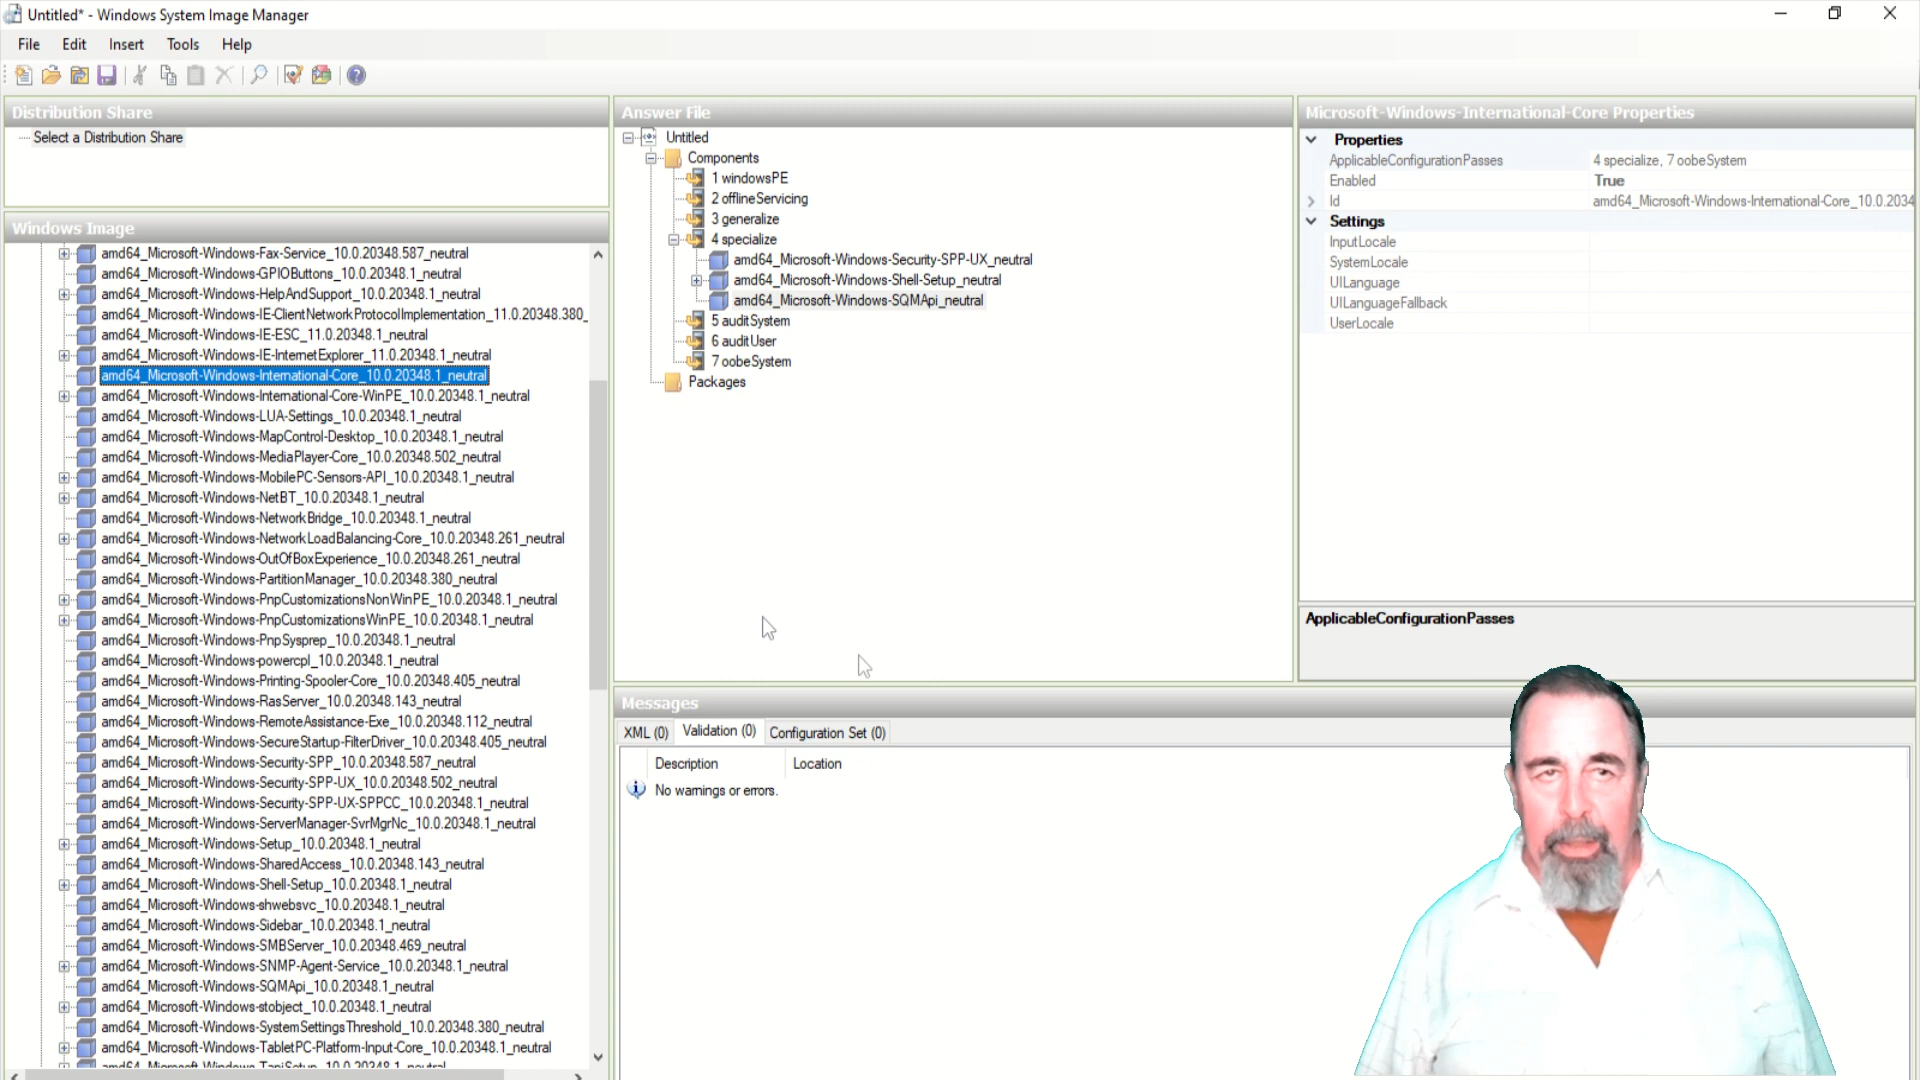 Untitled* - Windows System Image Manager
File Edit Insert Tools Help
Distribution Share
Select a Distribution Share
Windows Image
amd64_Microsoft-Windows-Fax-Service_10.0.20348.587_neutral
amd64_Microsoft-Windows-GPIOButtons_10.0.20348.1_neutral
amd64_Microsoft-Windows-HelpAndSupport_10.0.20348.1_neutral
amd64_Microsoft-Windows-IE-ClientNetworkProtocolImplementation_11.0.20348.380_
amd64_Microsoft-Windows-IE-ESC_11.0.20348.1_neutral
amd64_Microsoft-Windows-IE-InternetExplorer_11.0.20348.1_neutral
amd64_Microsoft-Windows-International-Core_10.0.20348.1_neutral
amd64_Microsoft-Windows-International-Core-WinPE_10.0.20348.1_neutral
amd64_Microsoft-Windows-LUA-Settings_10.0.20348.1_neutral
amd64_Microsoft-Windows-MapControl-Desktop_10.0.20348.1_neutral
amd64_Microsoft-Windows-MediaPlayer-Core_10.0.20348.502_neutral
amd64_Microsoft-Windows-MobilePC-Sensors-API_10.0.20348.1_neutral
amd64_Microsoft-Windows-NetBT_10.0.20348.1_neutral
amd64_Microsoft-Windows-NetworkBridge_10.0.20348.1_neutral
amd64_Microsoft-Windows-NetworkLoadBalancing-Core_10.0.20348.261_neutral
amd64_Microsoft-Windows-OutOfBoxExperience_10.0.20348.261_neutral
amd64_Microsoft-Windows-PartitionManager_10.0.20348.380_neutral
amd64_Microsoft-Windows-PnpCustomizationsNonWinPE_10.0.20348.1_neutral
amd64_Microsoft-Windows-PnpCustomizationsWinPE_10.0.20348.1_neutral
amd64_Microsoft-Windows-PnpSysprep_10.0.20348.1_neutral
amd64_Microsoft-Windows-powercpl_10.0.20348.1_neutral
amd64_Microsoft-Windows-Printing-Spooler-Core_10.0.20348.405_neutral
amd64_Microsoft-Windows-RasServer_10.0.20348.143_neutral
amd64_Microsoft-Windows-RemoteAssistance-Exe_10.0.20348.112_neutral
amd64_Microsoft-Windows-SecureStartup-FilterDriver_10.0.20348.405_neutral
amd64_Microsoft-Windows-Security-SPP_10.0.20348.587_neutral
amd64_Microsoft-Windows-Security-SPP-UX_10.0.20348.502_neutral
amd64_Microsoft-Windows-Security-SPP-UX-SPPCC_10.0.20348.1_neutral
amd64_Microsoft-Windows-ServerManager-SvrMgrNc_10.0.20348.1_neutral
amd64_Microsoft-Windows-Setup_10.0.20348.1_neutral
amd64_Microsoft-Windows-SharedAccess_10.0.20348.143_neutral
amd64_Microsoft-Windows-Shell-Setup_10.0.20348.1_neutral
amd64_Microsoft-Windows-shwebsvc_10.0.20348.1_neutral
amd64_Microsoft-Windows-Sidebar_10.0.20348.1_neutral
amd64_Microsoft-Windows-SMBServer_10.0.20348.469_neutral
amd64_Microsoft-Windows-SNMP-Agent-Service_10.0.20348.1_neutral
amd64_Microsoft-Windows-SQMApi_10.0.20348.1_neutral
amd64_Microsoft-Windows-stobject_10.0.20348.1_neutral
amd64_Microsoft-Windows-SystemSettingsThreshold_10.0.20348.380_neutral
amd64_Microsoft-Windows-TabletPC-Platform-Input-Core_10.0.20348.1_neutral
Answer File
Untitled
Components
1 windowsPE
2 offlineServicing
3 generalize
4 specialize
amd64_Microsoft-Windows-Security-SPP-UX_neutral
amd64_Microsoft-Windows-Shell-Setup_neutral
amd64_Microsoft-Windows-SQMApi_neutral
5 auditSystem
6 auditUser
7 oobeSystem
Packages
Microsoft-Windows-International-Core Properties
Properties
ApplicableConfigurationPasses 4 specialize, 7 oobeSystem
Enabled True
Id amd64_Microsoft-Windows-International-Core_10.0.2034
Settings
InputLocale
SystemLocale
UILanguage
UILanguageFallback
UserLocale
ApplicableConfigurationPasses
Messages
XML (0) Validation (0) Configuration Set (0)
Description Location
No warnings or errors.